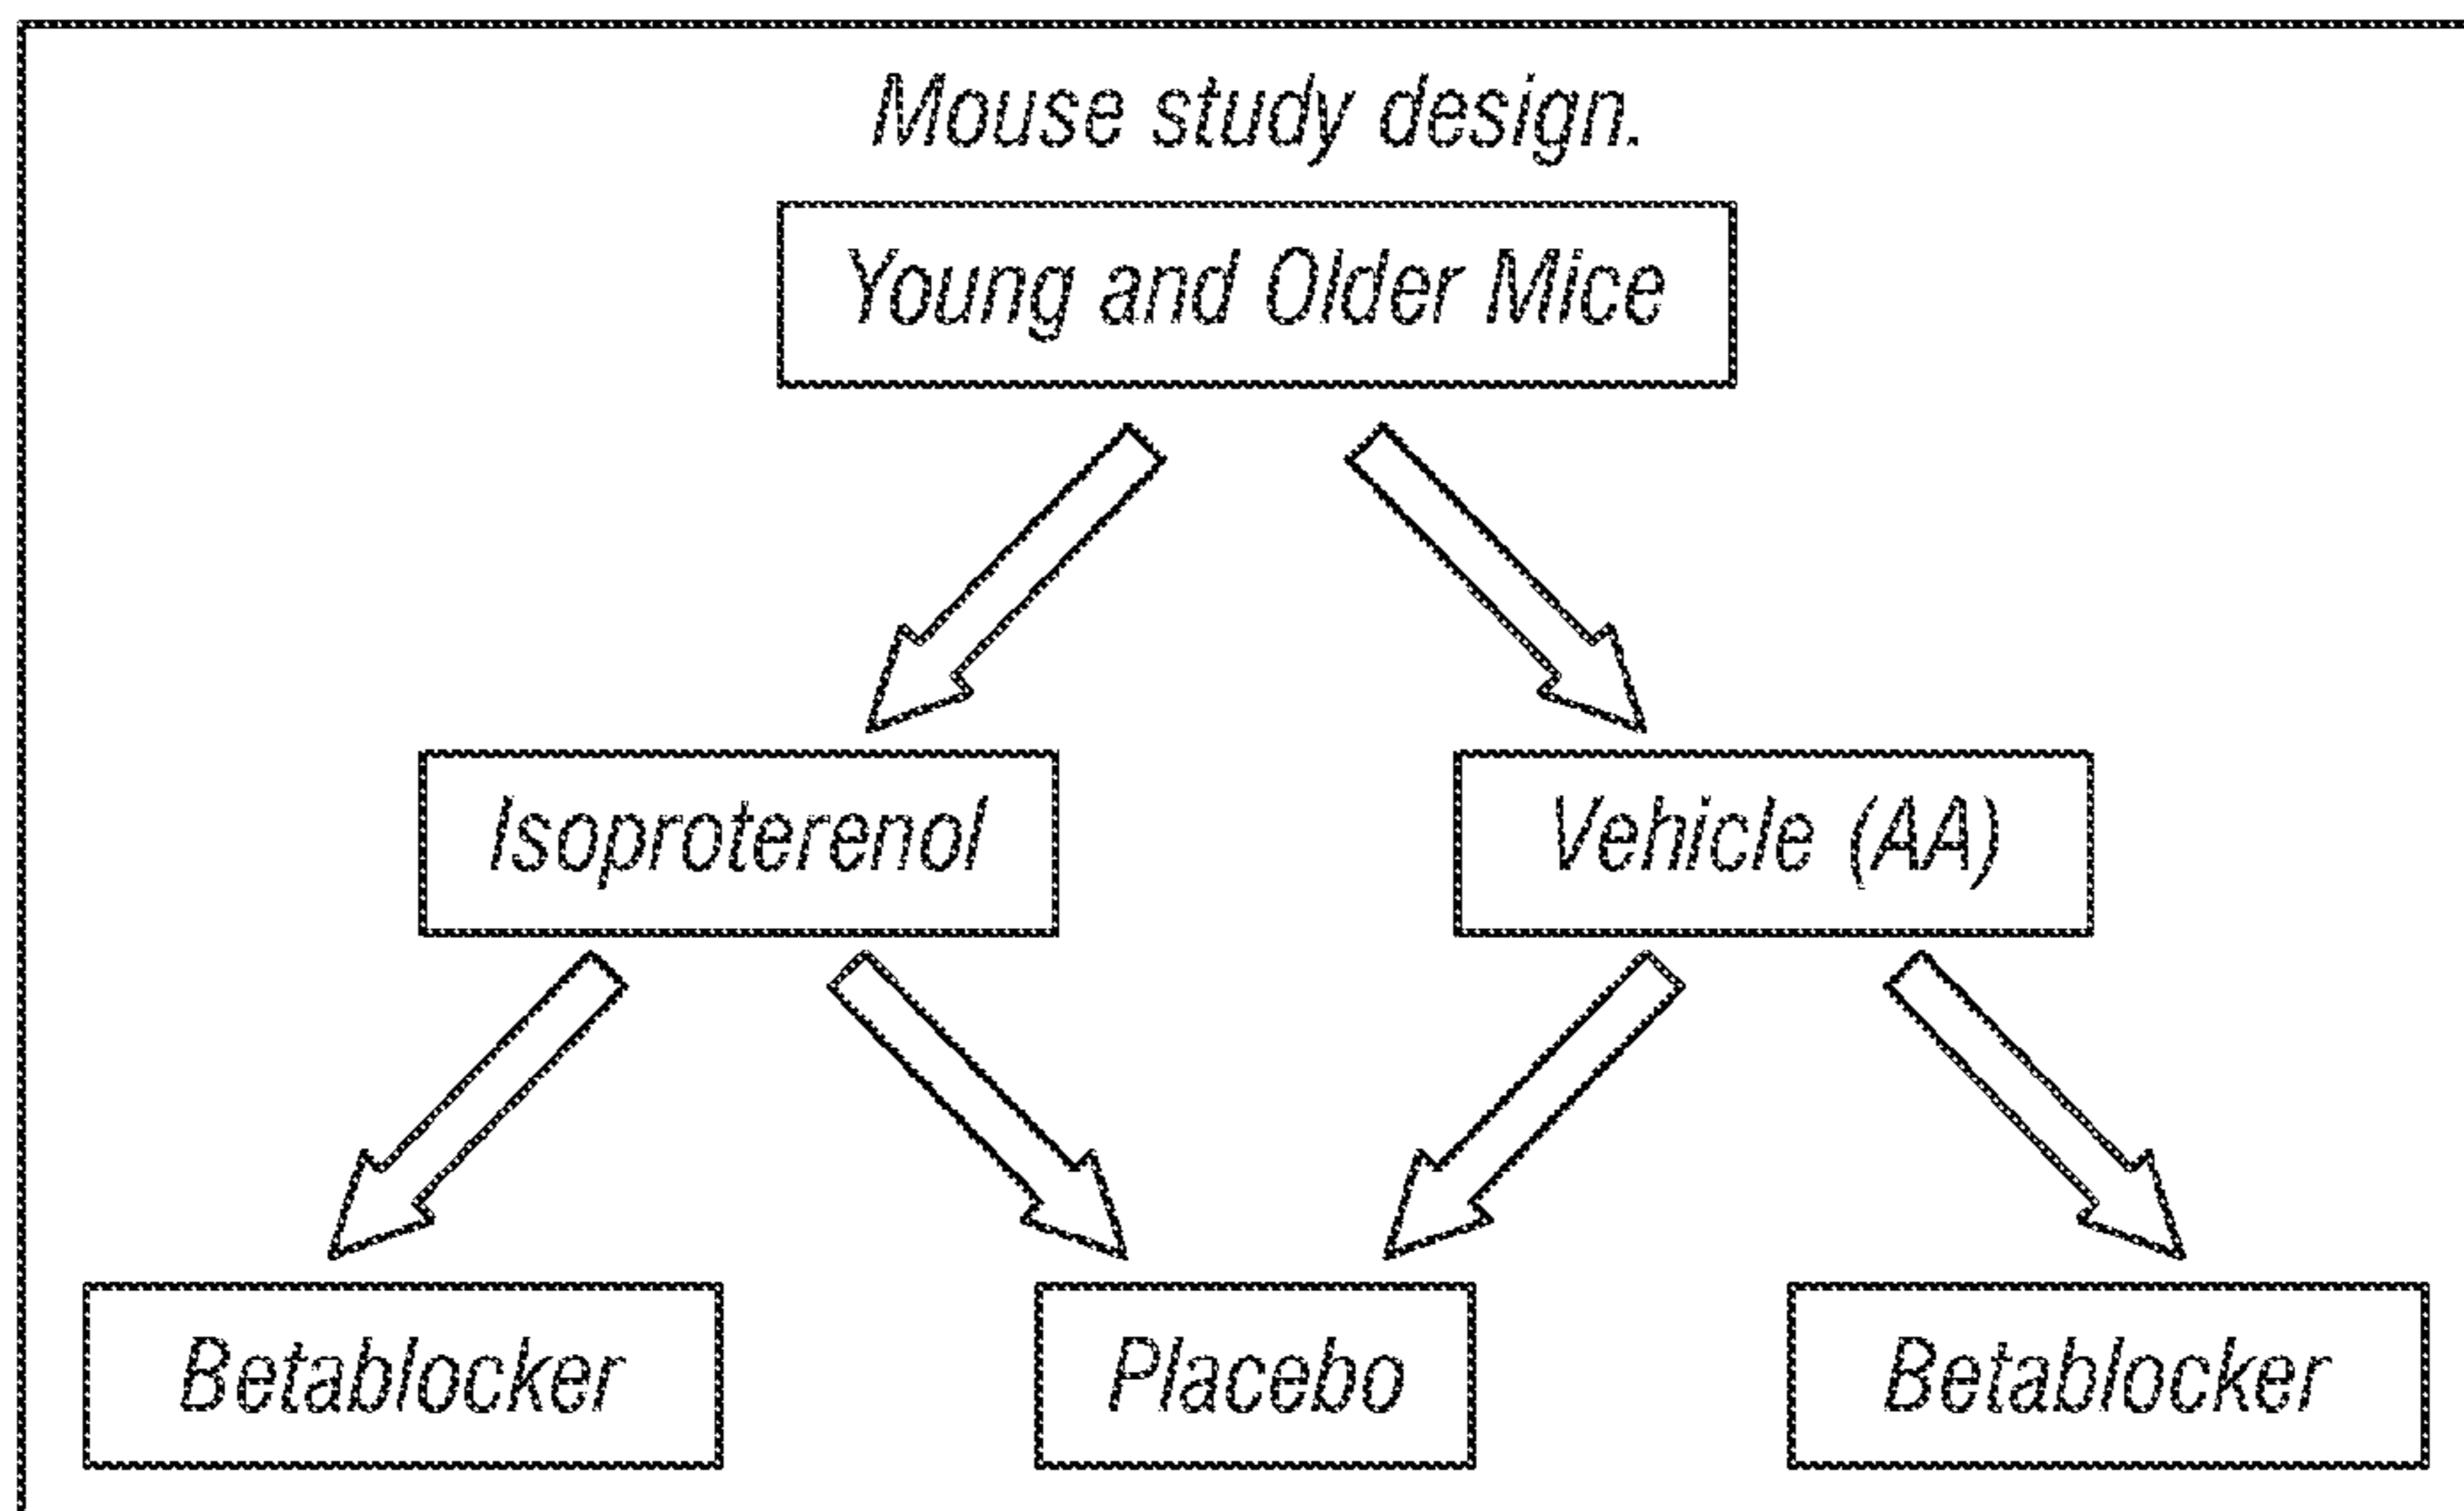 Mouse study design.
Young and Older Mice
Isoproterenol
Vehicle (AA)
Betablocker
Placebo
Betablocker